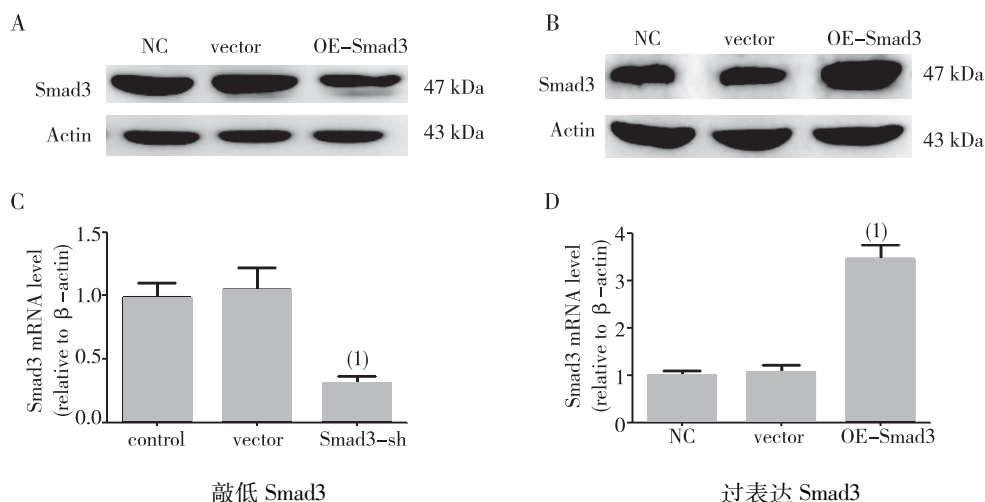 A
NC vector OE-Smad3
Smad3 47 kDa
Actin 43 kDa
B
NC vector OE-Smad3
Smad3 47 kDa
Actin 43 kDa
C
Smad3 mRNA level
(relative to β-actin)
1.5
1.0
0.5
0.0
(1)
control vector Smad3-sh
敲低 Smad3
D
Smad3 mRNA level
(relative to β-actin)
4
3
2
1
0
(1)
NC vector OE-Smad3
过表达 Smad3